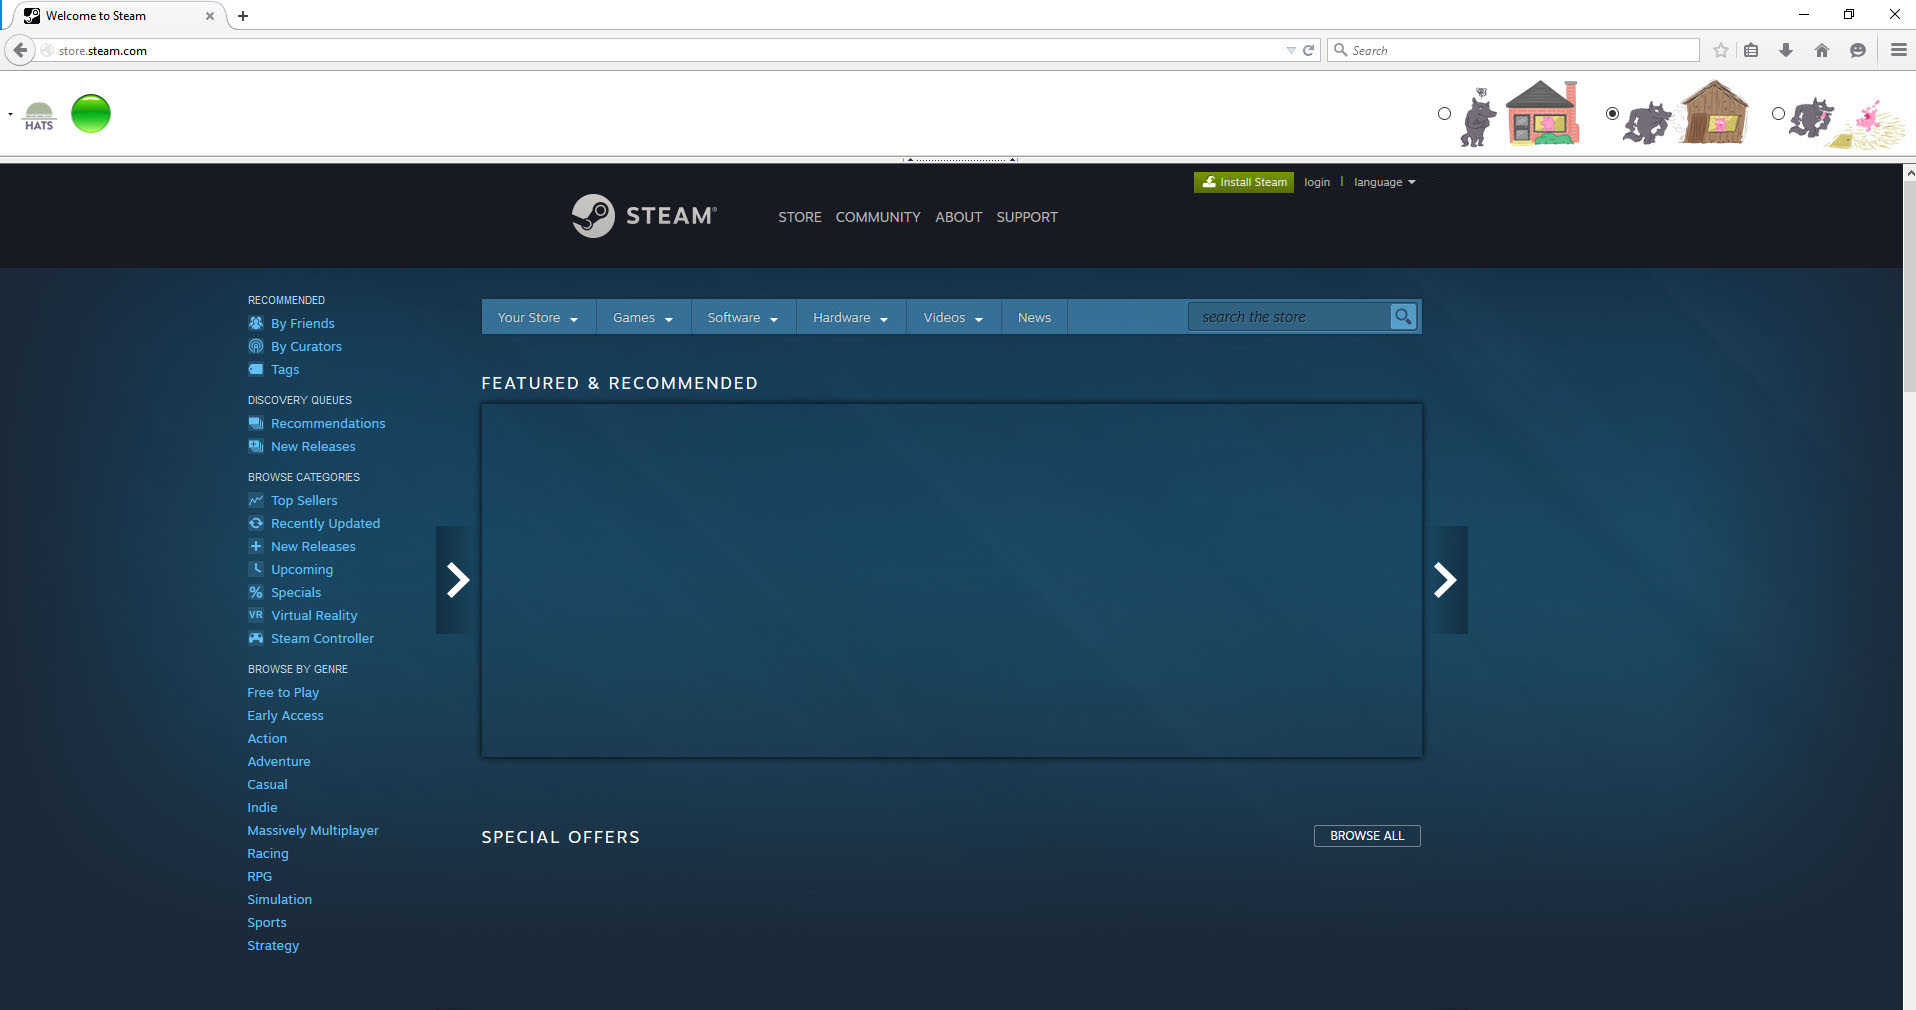 Welcome to Steam
store.steam.com
Search
HATS
Install Steam login | language
STEAM®
STORE COMMUNITY ABOUT SUPPORT
RECOMMENDED
By Friends
By Curators
Tags
DISCOVERY QUEUES
Recommendations
New Releases
BROWSE CATEGORIES
Top Sellers
Recently Updated
New Releases
Upcoming
% Specials
VR Virtual Reality
Steam Controller
BROWSE BY GENRE
Free to Play
Early Access
Action
Adventure
Casual
Indie
Massively Multiplayer
Racing
RPG
Simulation
Sports
Strategy
Your Store Games Software Hardware Videos News search the store
FEATURED & RECOMMENDED
SPECIAL OFFERS BROWSE ALL